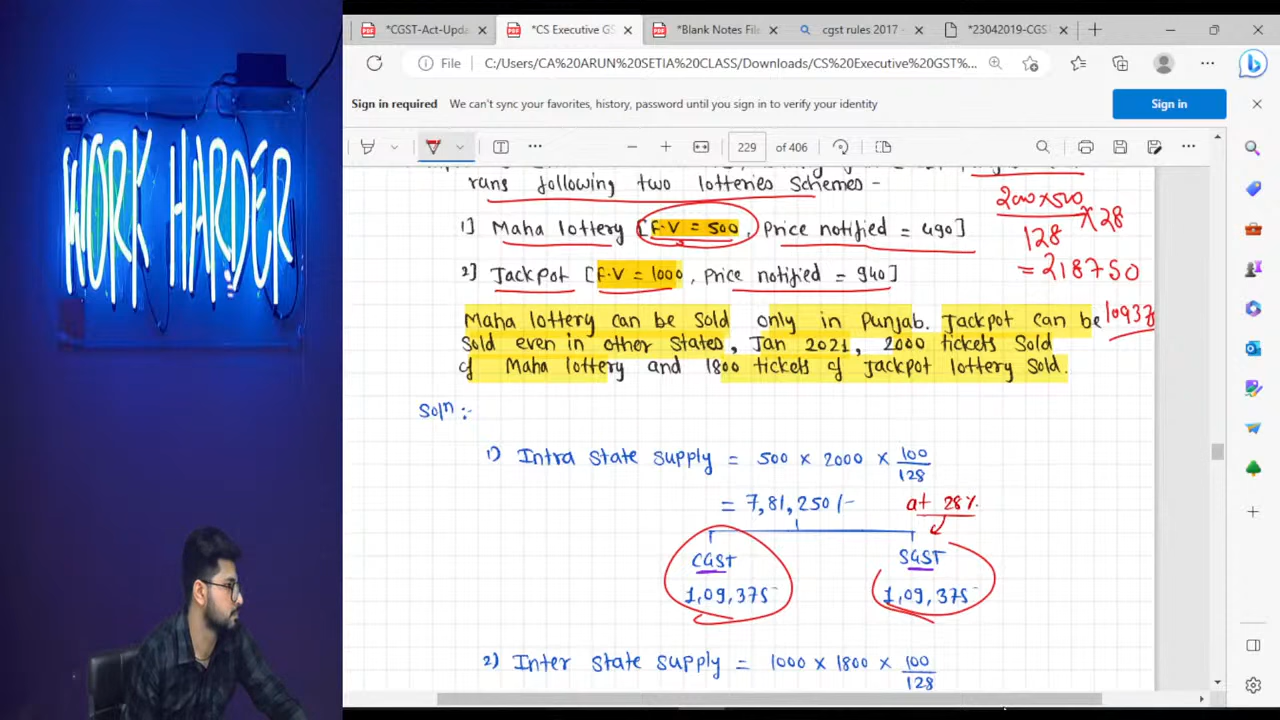 WORK HARDER
*CGST-Act-Upda
*CS Executive GS
*Blank Notes File
cgst rules 2017 -
*23042019-CGST
File
C:/Users/CA%20ARUN%20SETIA%20CLASS/Downloads/CS%20Executive%20GST%...
Sign in required
We can't sync your favorites, history, password until you sign in to verify your identity
Sign in
229 of 406
runs following two lotteries Schemes -
1] Maha lottery [F.V = 500, Price notified = 490]
2] Jackpot [F.V = 1000, Price notified = 940]
2000 × 500
128
× 28
= 218750
10937
Maha lottery can be sold only in Punjab. Jackpot can be
sold even in other states, Jan 2021, 2000 tickets sold
of Maha lottery and 1800 tickets of Jackpot lottery sold.
Solⁿ :-
1) Intra state supply = 500 × 2000 × 100/128
= 7,81,250/-
at 28%.
CGST
1,09,375
SGST
1,09,375
2) Inter state supply = 1000 × 1800 × 100/128